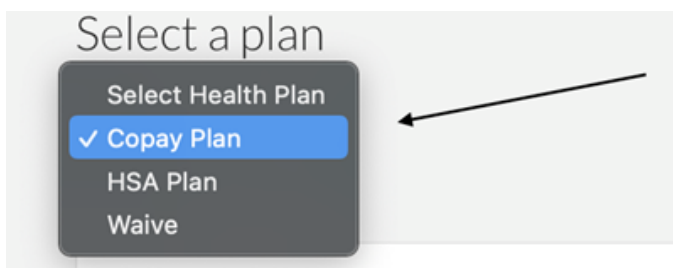 Select a plan
Select Health Plan
✓ Copay Plan
HSA Plan
Waive